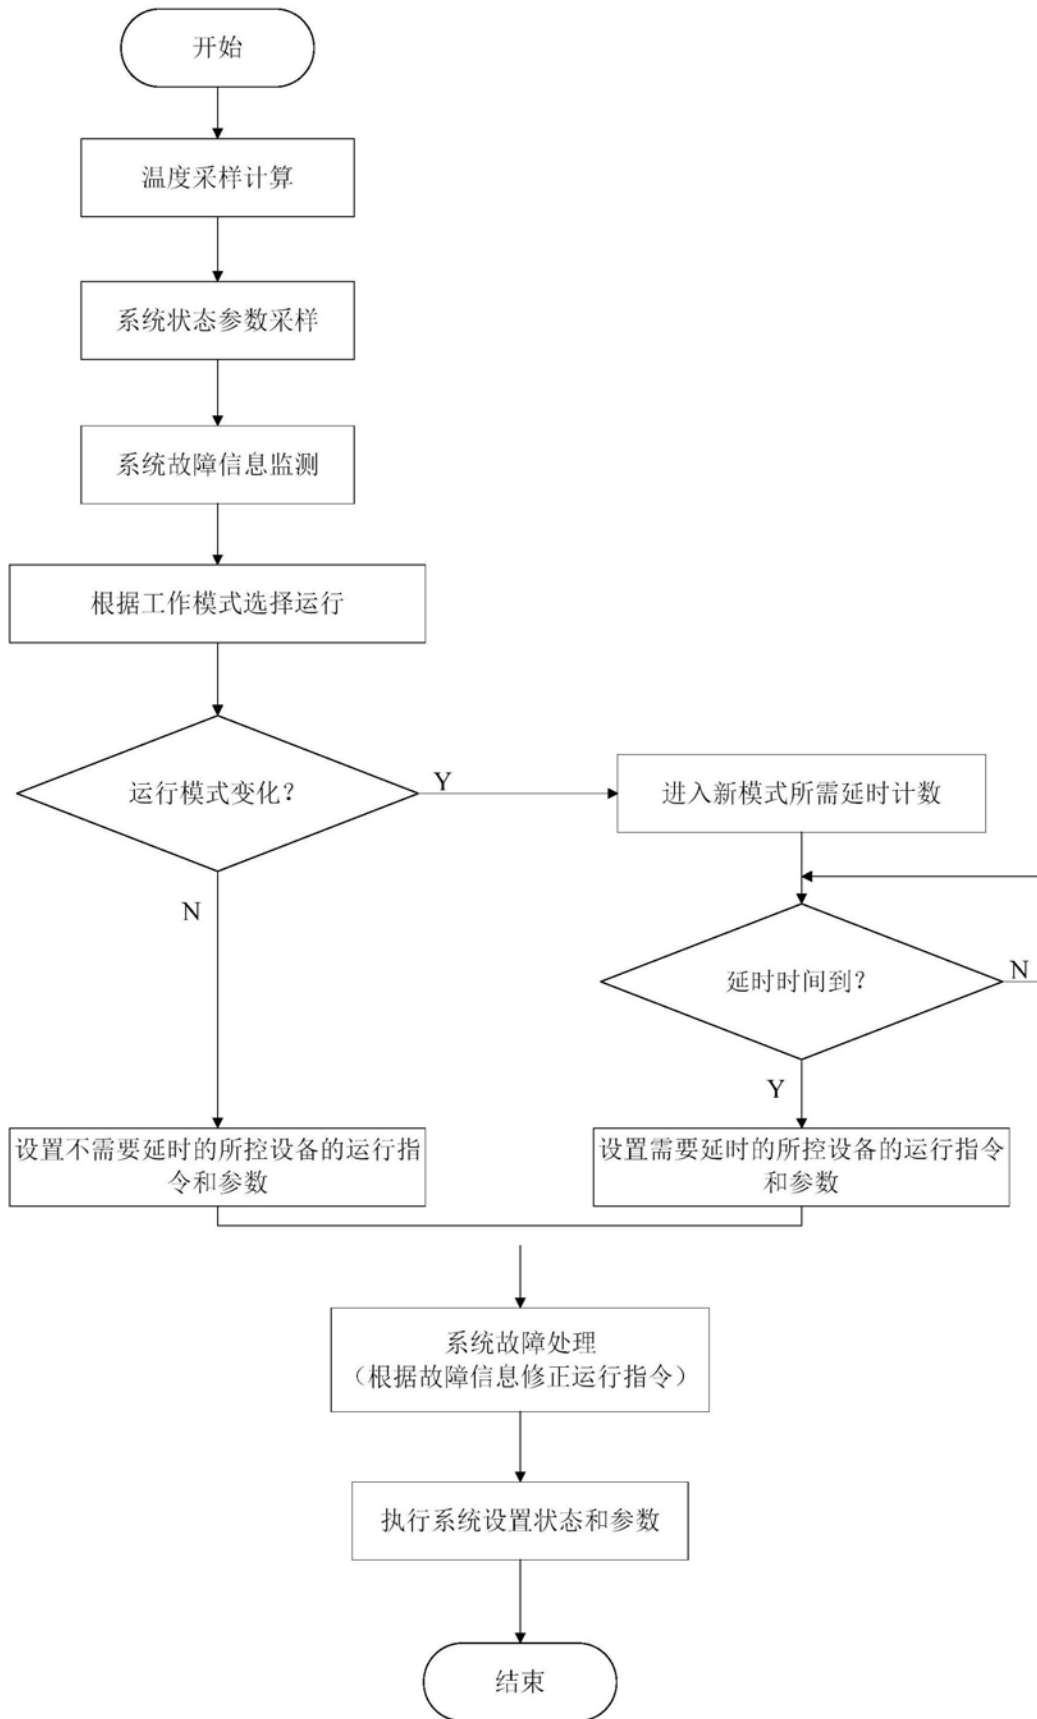 开始
温度采样计算
系统状态参数采样
系统故障信息监测
根据工作模式选择运行
运行模式变化？
Y
进入新模式所需延时计数
N
延时时间到？
N
Y
设置不需要延时的所控设备的运行指
令和参数
设置需要延时的所控设备的运行指令
和参数
系统故障处理
（根据故障信息修正运行指令）
执行系统设置状态和参数
结束